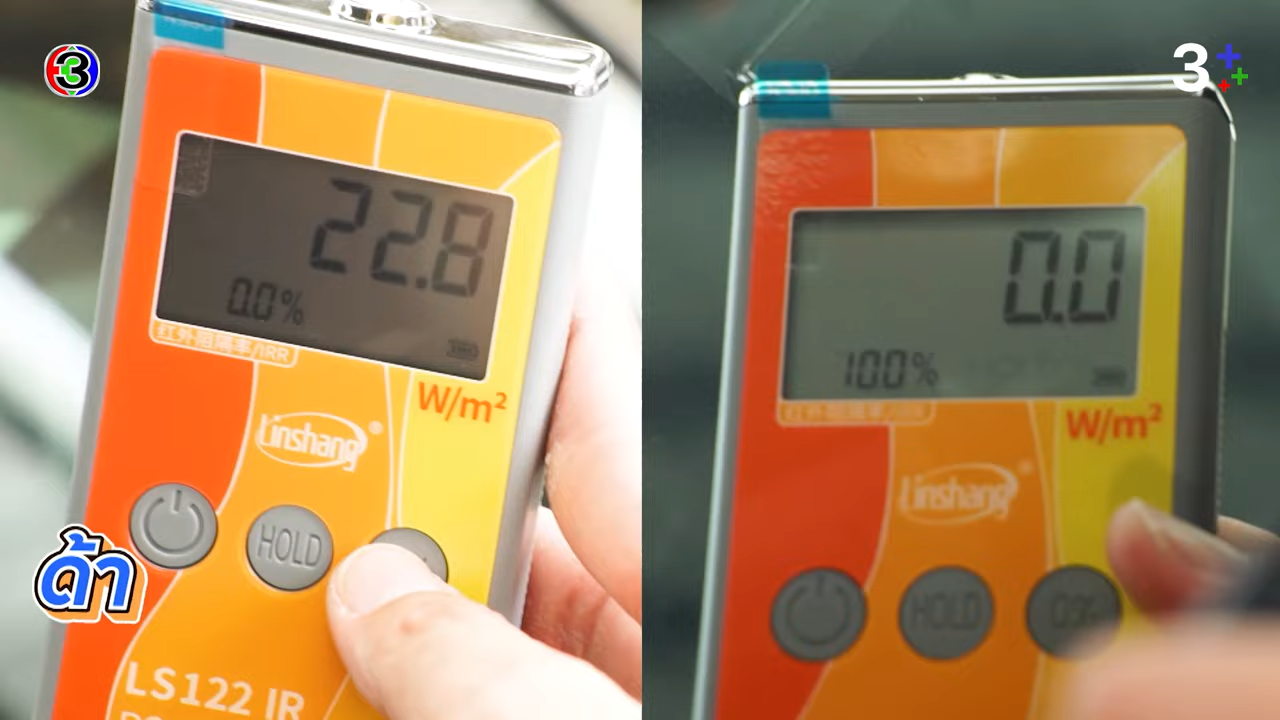 3
22.8
0.0%
红外阻隔率/IRR
W/m²
Linshang®
HOLD
LS122 IR
ด้า
3
0.0
100%
红外阻隔率/IRR
W/m²
Linshang®
HOLD
0%